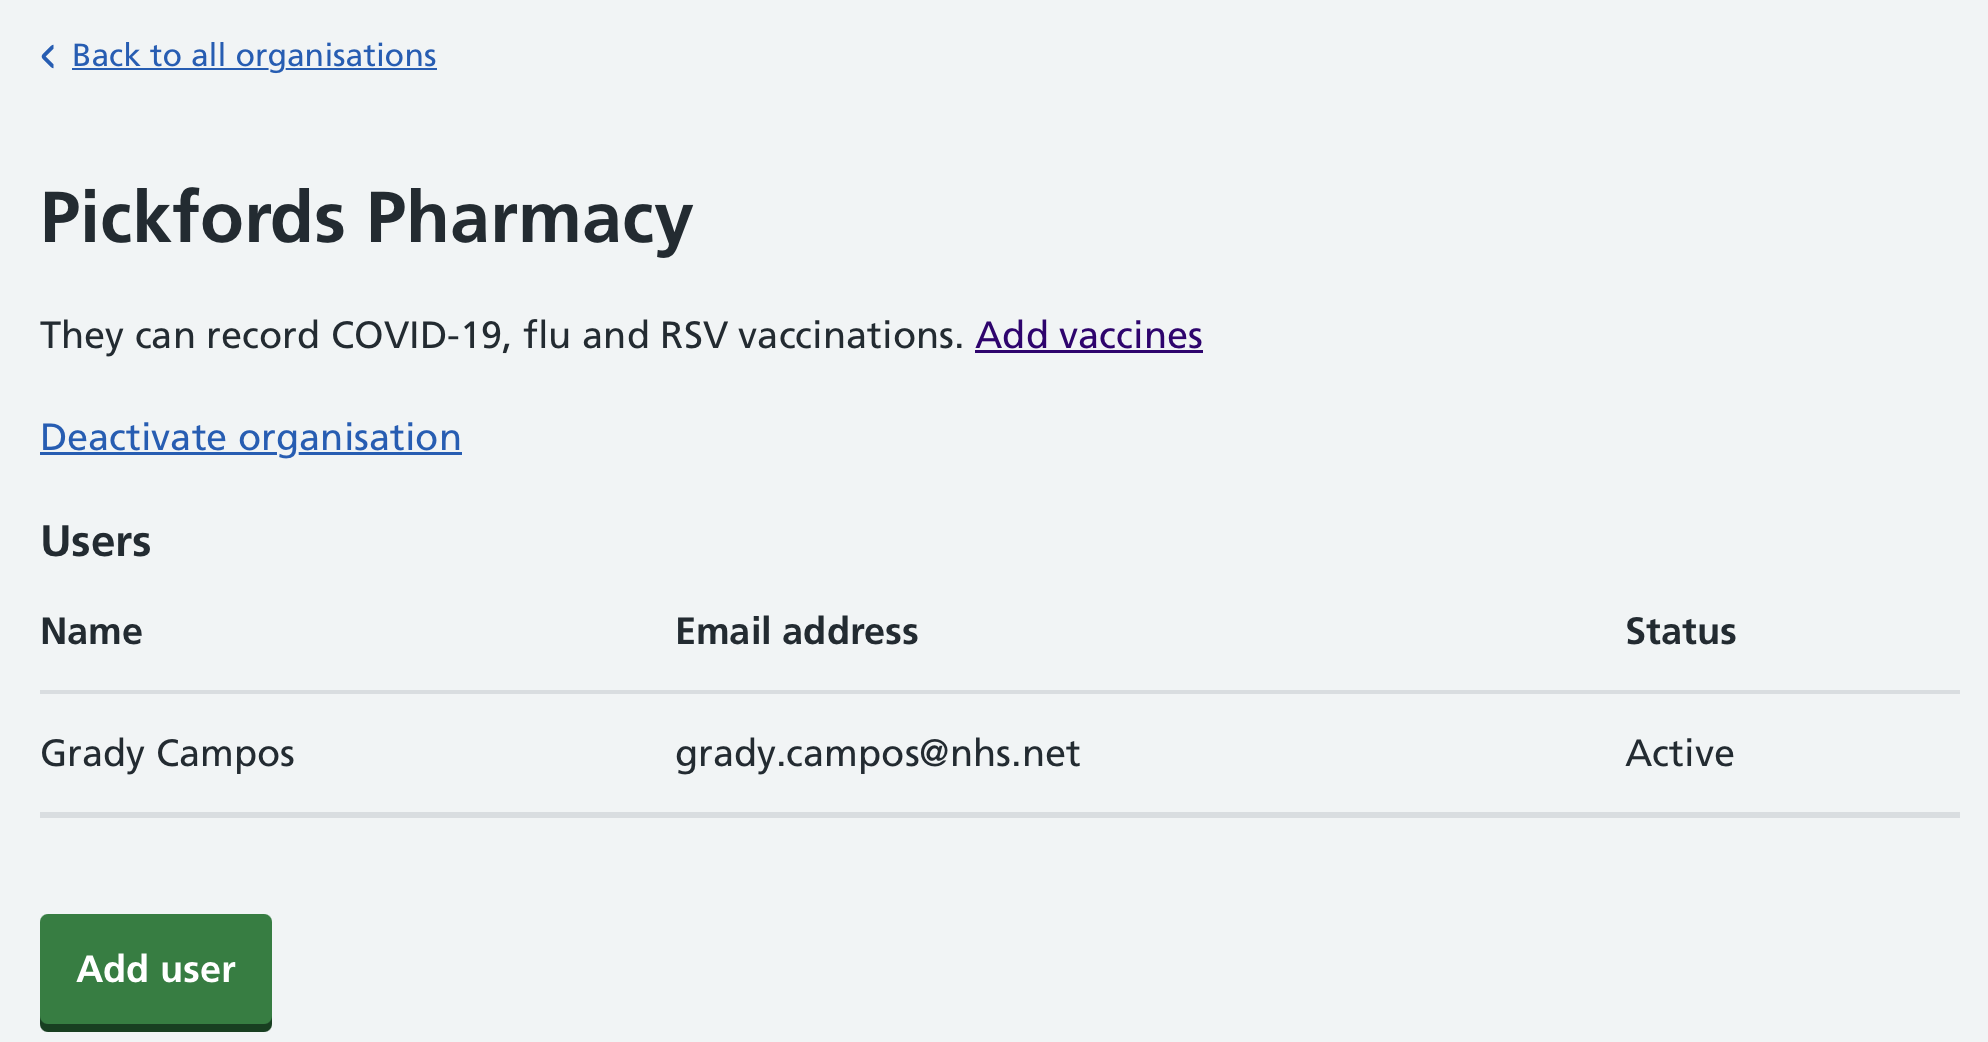 Back to all organisations
Pickfords Pharmacy
They can record COVID-19, flu and RSV vaccinations. Add vaccines
Deactivate organisation
Users
Name Email address Status
Grady Campos grady.campos@nhs.net Active
Add user